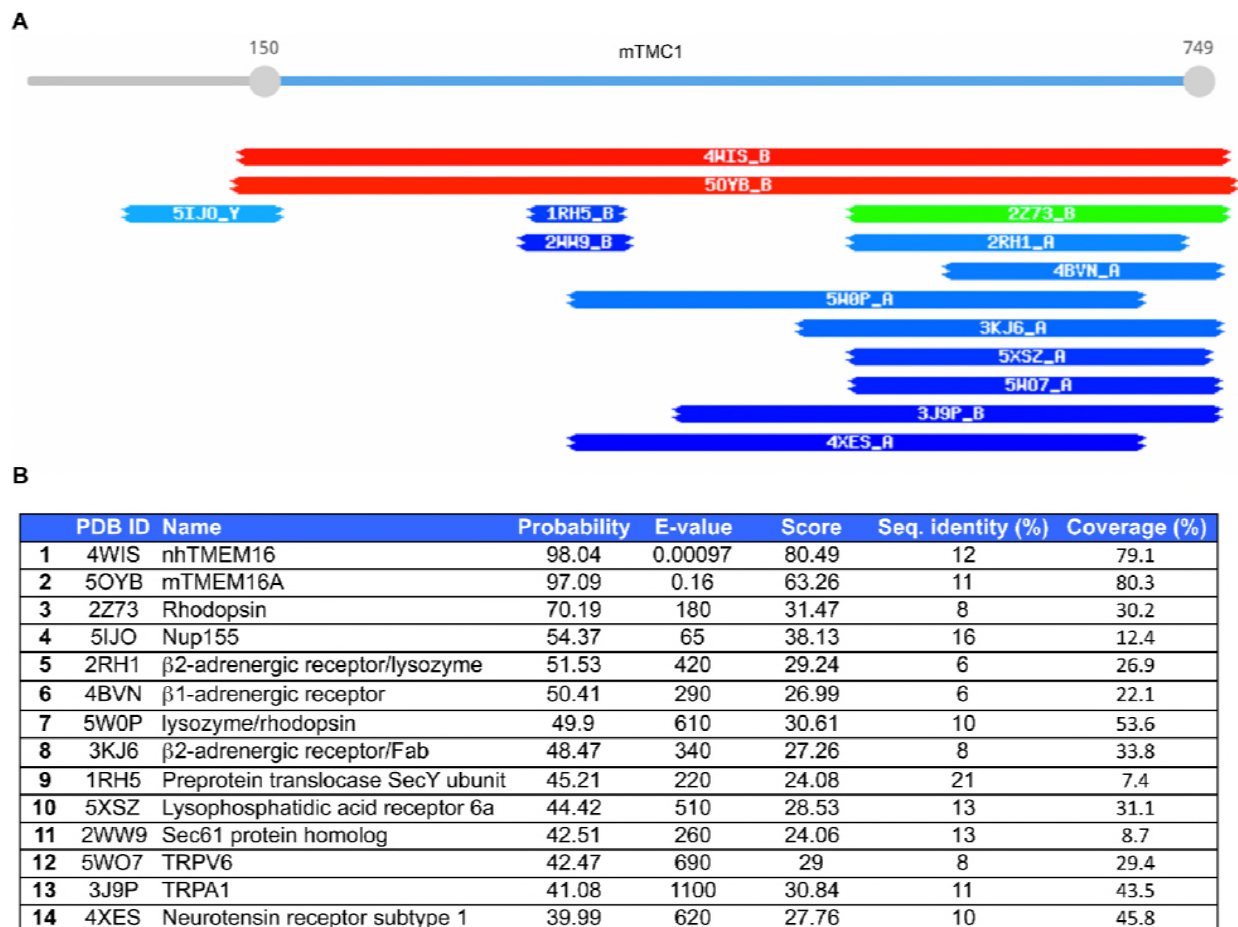 A
150 mTMC1 749
4WIS_B
5OYB_B
5IJO_Y 1RH5_B 2Z73_B
2WW9_B 2RH1_A
4BVN_A
5W0P_A
3KJ6_A
5XSZ_A
5WO7_A
3J9P_B
4XES_A
B
PDB ID Name Probability E-value Score Seq. identity (%) Coverage (%)
1 4WIS nhTMEM16 98.04 0.00097 80.49 12 79.1
2 5OYB mTMEM16A 97.09 0.16 63.26 11 80.3
3 2Z73 Rhodopsin 70.19 180 31.47 8 30.2
4 5IJO Nup155 54.37 65 38.13 16 12.4
5 2RH1 β2-adrenergic receptor/lysozyme 51.53 420 29.24 6 26.9
6 4BVN β1-adrenergic receptor 50.41 290 26.99 6 22.1
7 5W0P lysozyme/rhodopsin 49.9 610 30.61 10 53.6
8 3KJ6 β2-adrenergic receptor/Fab 48.47 340 27.26 8 33.8
9 1RH5 Preprotein translocase SecY ubunit 45.21 220 24.08 21 7.4
10 5XSZ Lysophosphatidic acid receptor 6a 44.42 510 28.53 13 31.1
11 2WW9 Sec61 protein homolog 42.51 260 24.06 13 8.7
12 5WO7 TRPV6 42.47 690 29 8 29.4
13 3J9P TRPA1 41.08 1100 30.84 11 43.5
14 4XES Neurotensin receptor subtype 1 39.99 620 27.76 10 45.8